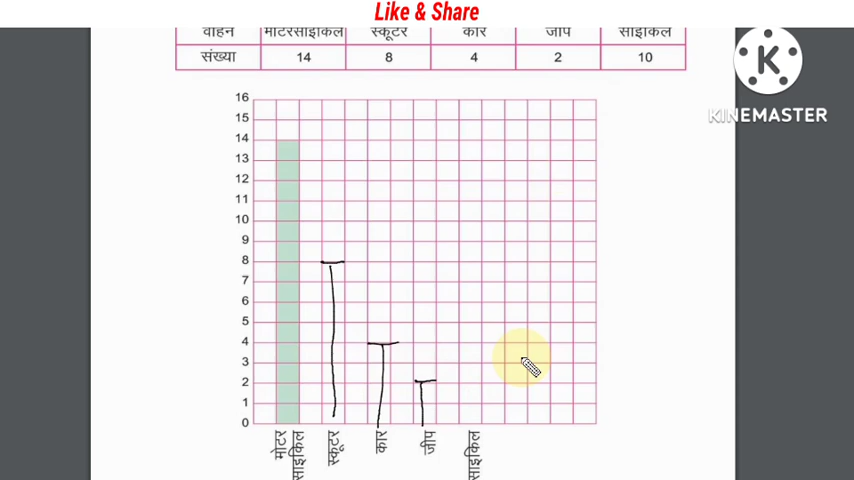 Like & Share
वाहन मोटरसाइकिल स्कूटर कार जीप साइकिल
संख्या 14 8 4 2 10
K
KINEMASTER
16
15
14
13
12
11
10
9
8
7
6
5
4
3
2
1
0
मोटर साइकिल
स्कूटर
कार
जीप
साइकिल